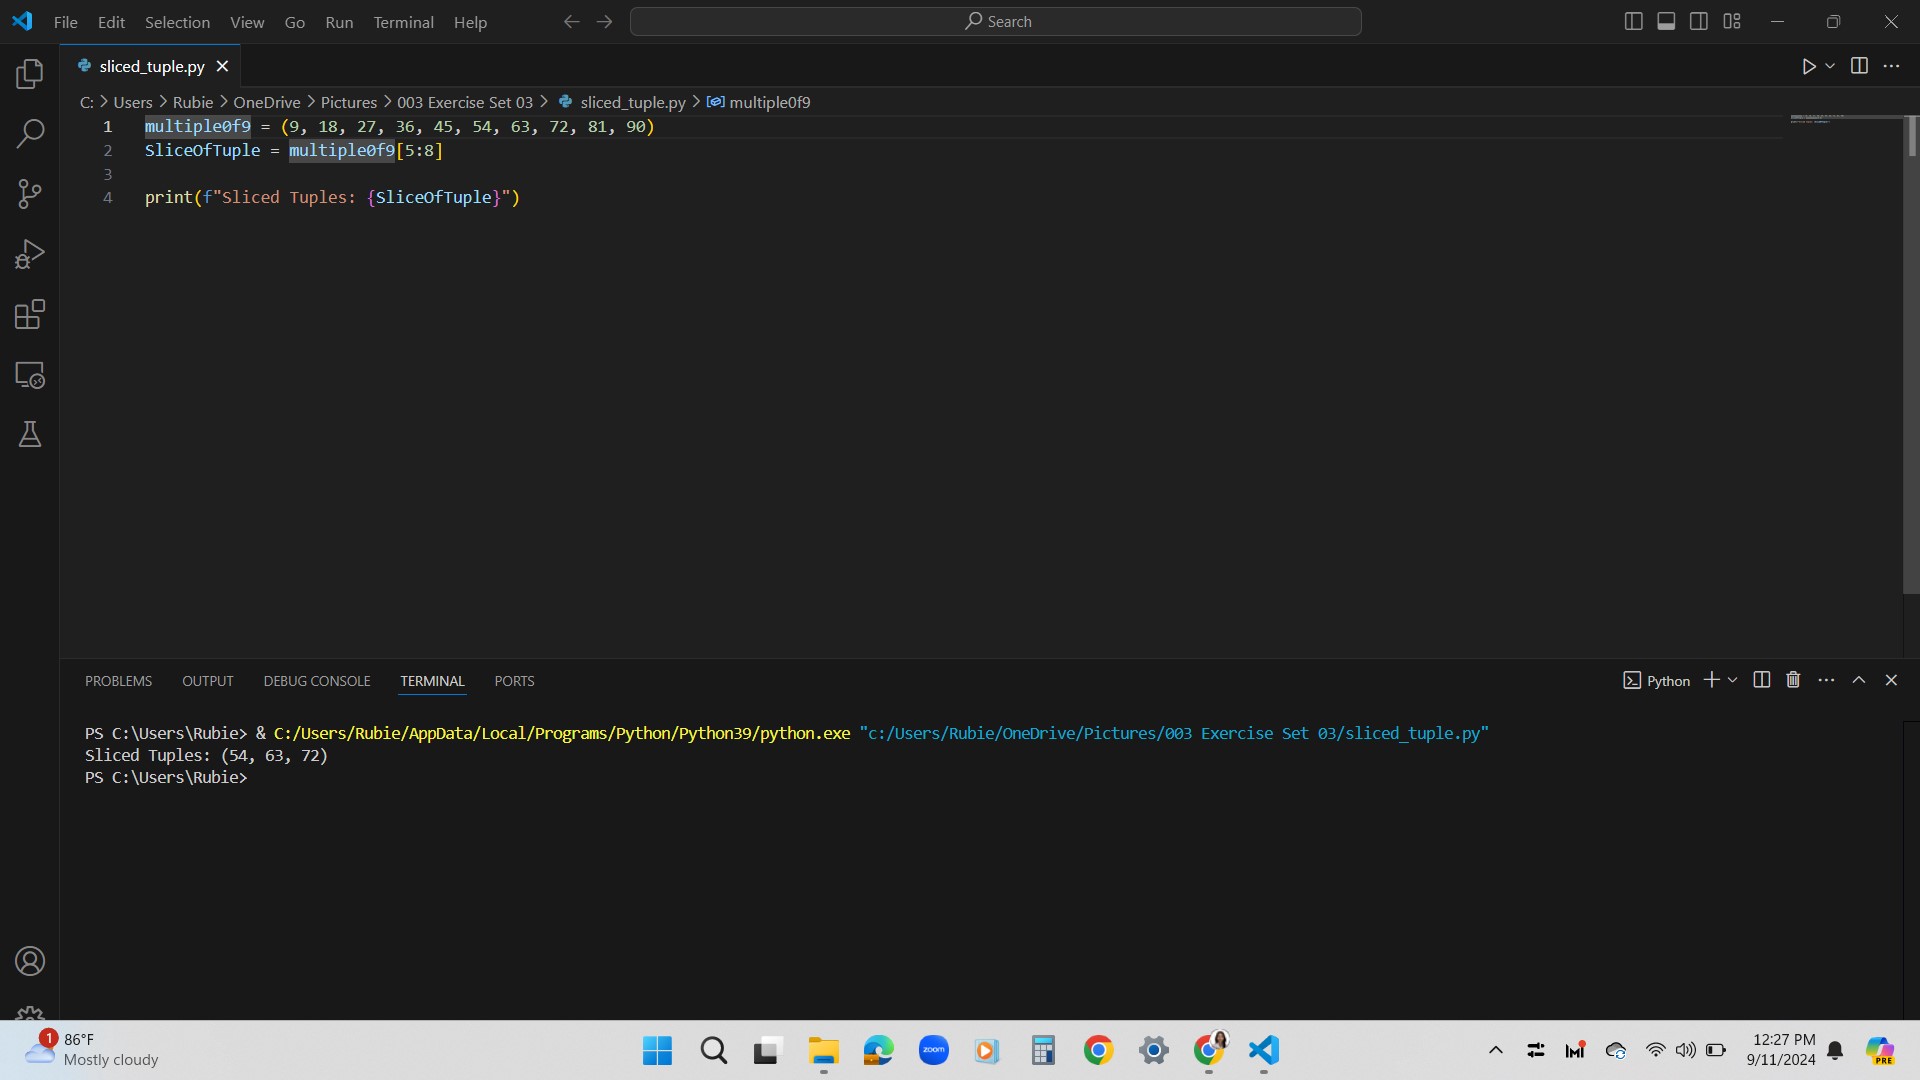 File Edit Selection View Go Run Terminal Help Search
sliced_tuple.py
C: > Users > Rubie > OneDrive > Pictures > 003 Exercise Set 03 > sliced_tuple.py > multiple0f9
1 multiple0f9 = (9, 18, 27, 36, 45, 54, 63, 72, 81, 90)
2 SliceOfTuple = multiple0f9[5:8]
3
4 print(f"Sliced Tuples: {SliceOfTuple}")
PROBLEMS OUTPUT DEBUG CONSOLE TERMINAL PORTS Python
PS C:\Users\Rubie> & C:/Users/Rubie/AppData/Local/Programs/Python/Python39/python.exe "c:/Users/Rubie/OneDrive/Pictures/003 Exercise Set 03/sliced_tuple.py"
Sliced Tuples: (54, 63, 72)
PS C:\Users\Rubie>
1 86°F
Mostly cloudy
zoom
12:27 PM
9/11/2024
PRE